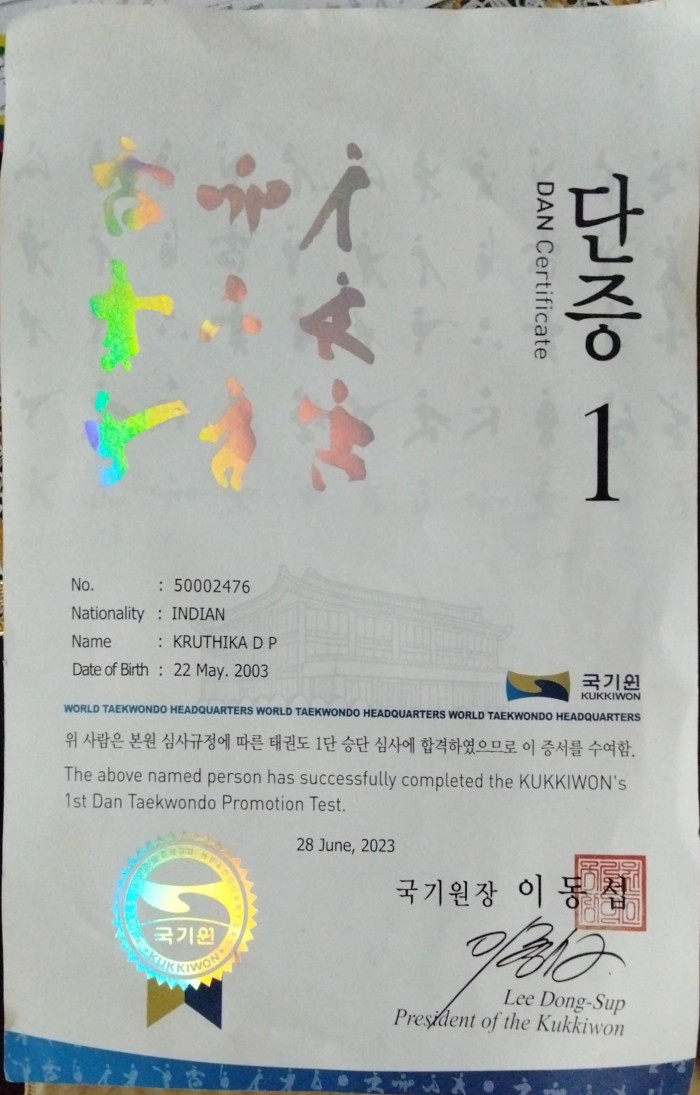 단증 1
DAN Certificate
No. : 50002476
Nationality : INDIAN
Name : KRUTHIKA D P
Date of Birth : 22 May. 2003
국기원
KUKKIWON
WORLD TAEKWONDO HEADQUARTERS WORLD TAEKWONDO HEADQUARTERS WORLD TAEKWONDO HEADQUARTERS
위 사람은 본원 심사규정에 따른 태권도 1단 승단 심사에 합격하였으므로 이 증서를 수여함.
The above named person has successfully completed the KUKKIWON's
1st Dan Taekwondo Promotion Test.
28 June, 2023
국기원장 이동섭
Lee Dong-Sup
President of the Kukkiwon
국기원
KUKKIWON